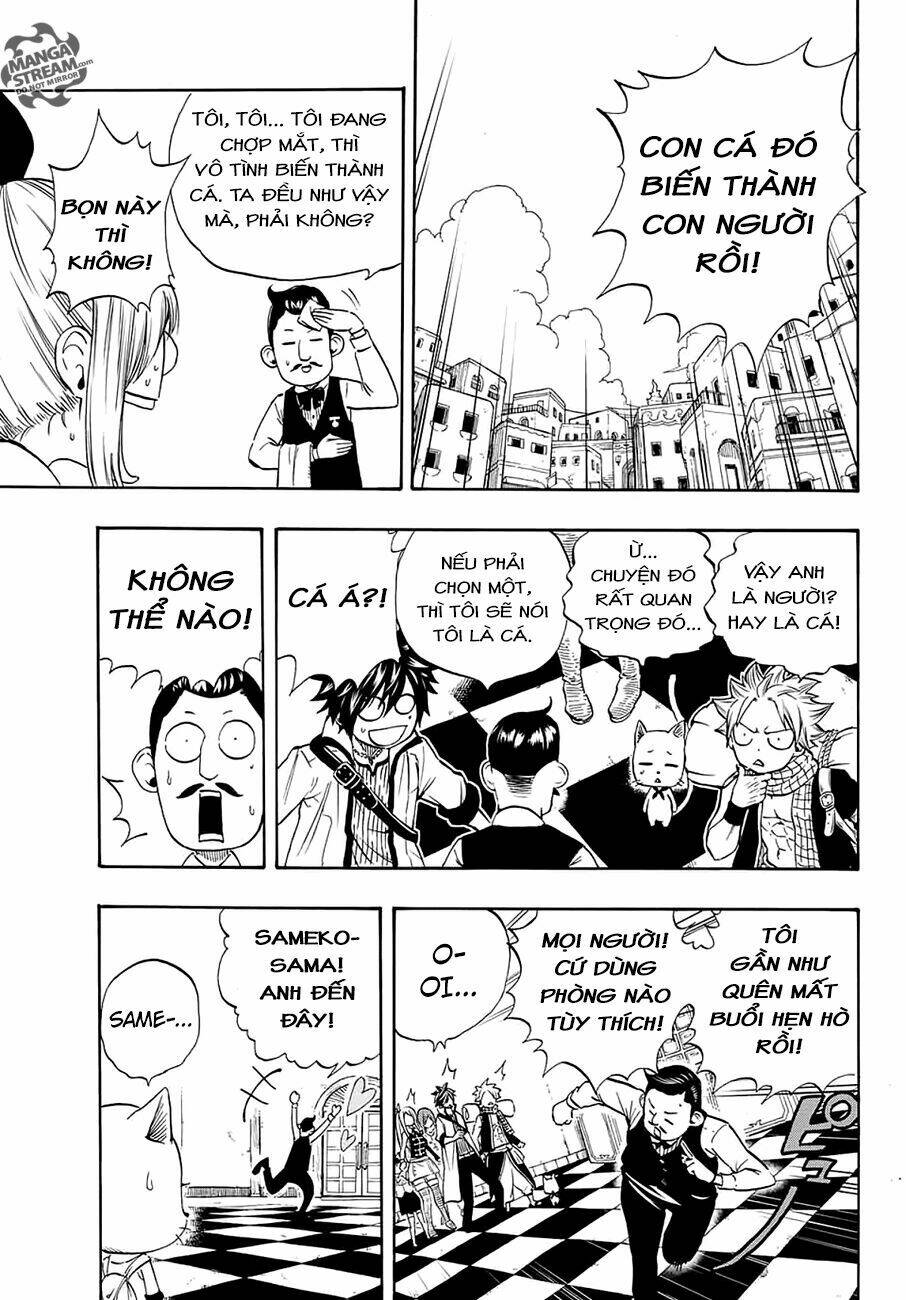 MANGA
STREAM.com
DO NOT MIRROR
CON CÁ ĐÓ
BIẾN THÀNH
CON NGƯỜI
RỒI!
TÔI, TÔI... TÔI ĐANG
CHỢP MẮT, THÌ
VÔ TÌNH BIẾN THÀNH
CÁ. TA ĐỀU NHƯ VẬY
MÀ, PHẢI KHÔNG?
BỌN NÀY
THÌ
KHÔNG!
VẬY ANH
LÀ NGƯỜI?
HAY LÀ CÁ!
Ừ...
CHUYỆN ĐÓ
RẤT QUAN
TRỌNG ĐÓ...
NẾU PHẢI
CHỌN MỘT,
THÌ TÔI SẼ NÓI
TÔI LÀ CÁ.
CÁ Á?!
KHÔNG
THỂ NÀO!
TÔI
GẦN NHƯ
QUÊN MẤT
BUỔI HẸN HÒ
RỒI!
MỌI NGƯỜI!
CỨ DÙNG
PHÒNG NÀO
TÙY THÍCH!
O-
OI...
ピュー
SAMEKO-
SAMA!
ANH ĐẾN
ĐÂY!
SAME-...